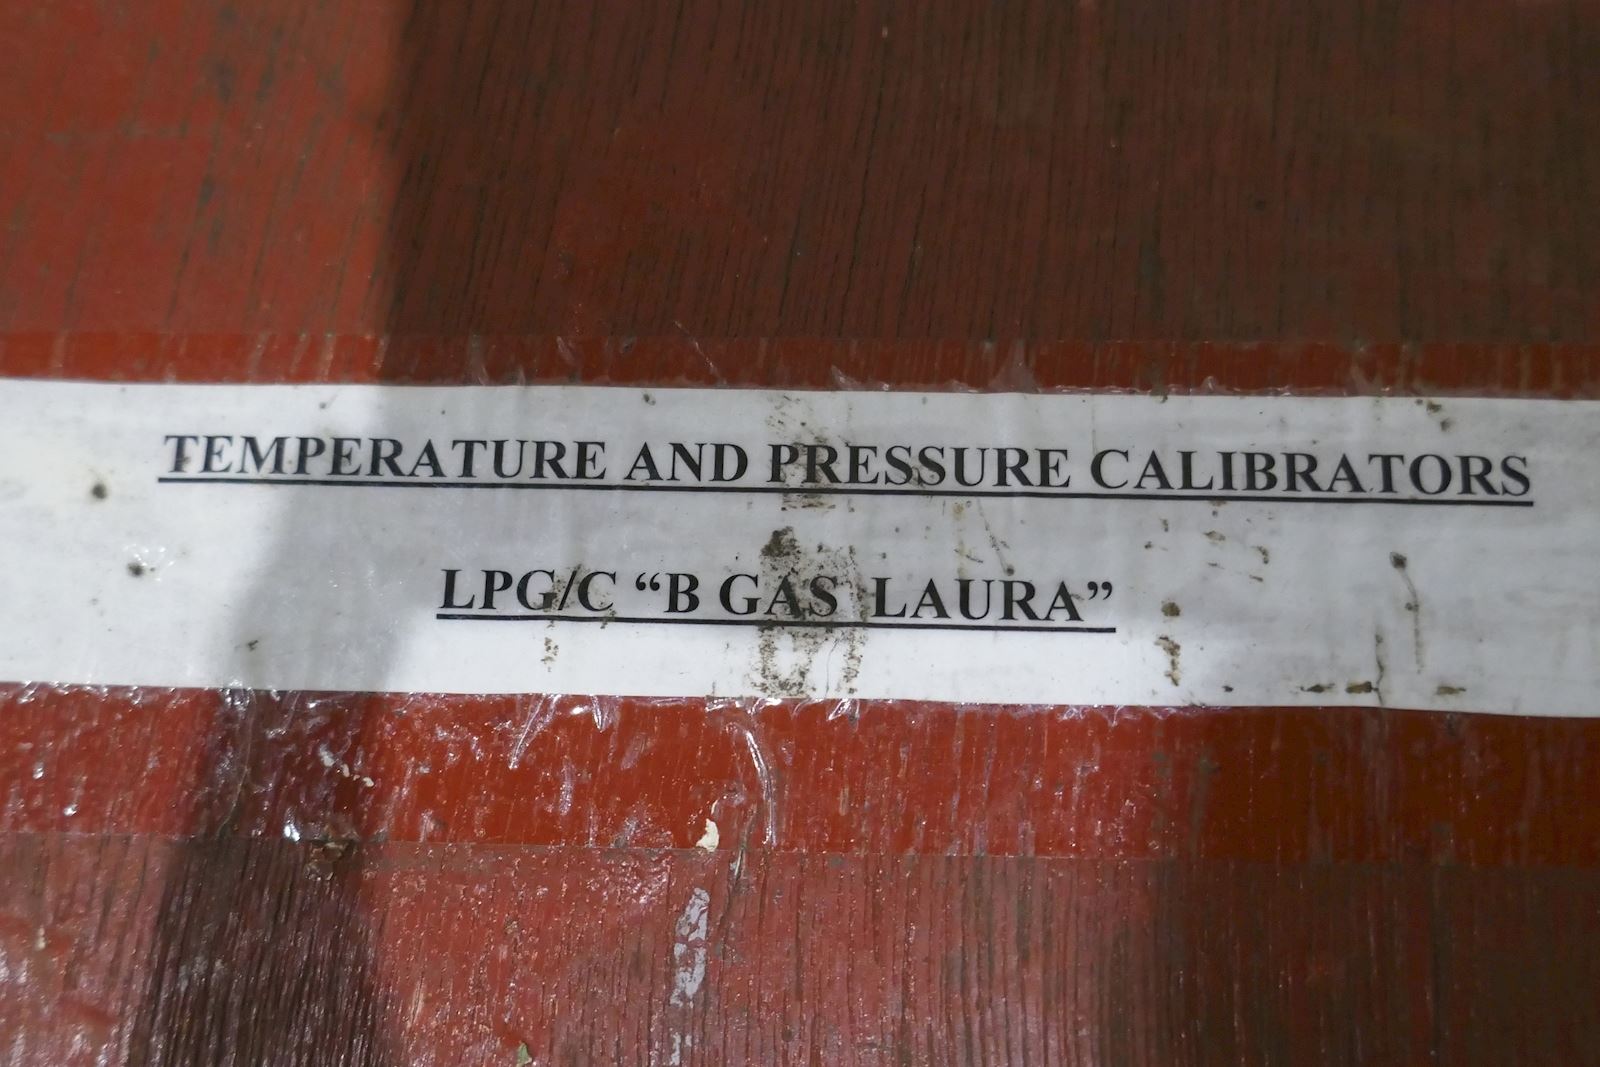 TEMPERATURE AND PRESSURE CALIBRATORS
LPG/C “B GAS LAURA”